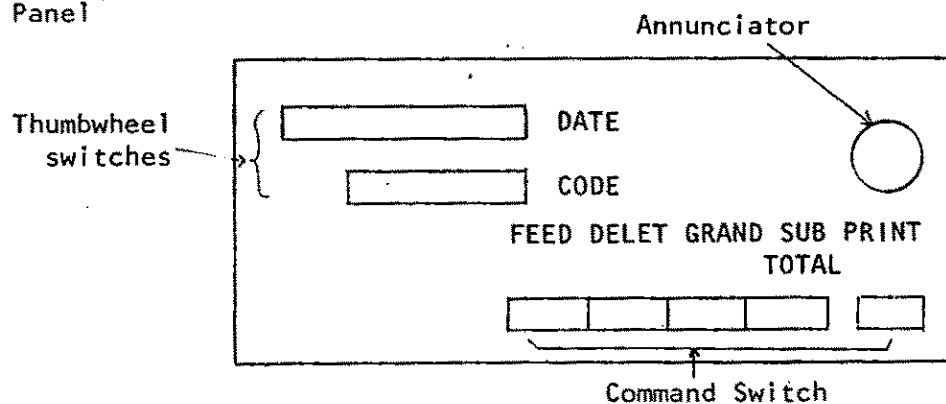 Panel
Annunciator
Thumbwheel
switches
DATE
CODE
FEED DELET GRAND SUB PRINT
TOTAL
Command Switch